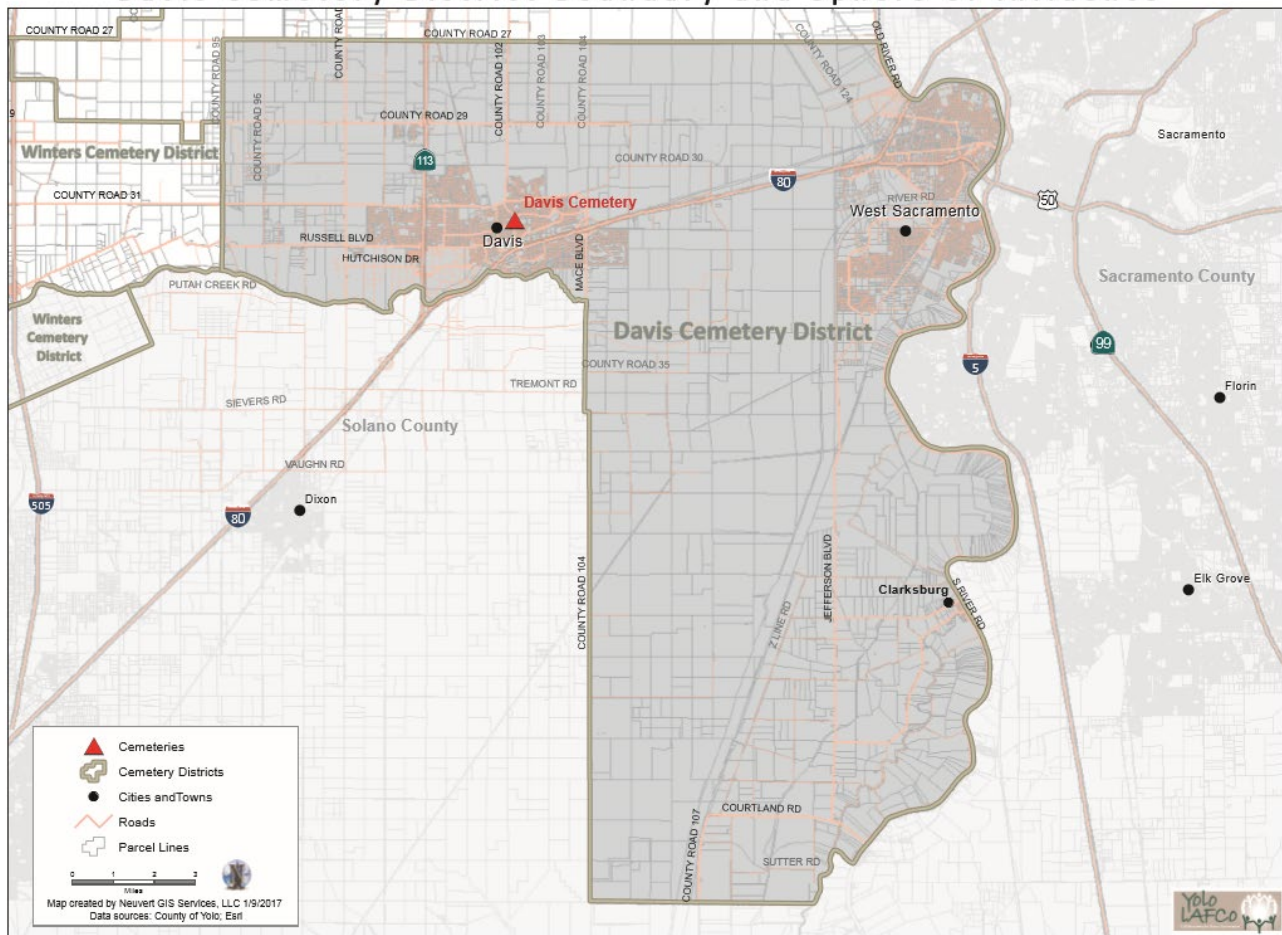 COUNTY ROAD 27
COUNTY ROAD 95
COUNTY ROAD
COUNTY ROAD 27
COUNTY ROAD 102
COUNTY ROAD 103
COUNTY ROAD 104
COUNTY ROAD 124
OLD RIVER RD
Sacramento
9
COUNTY ROAD 96
COUNTY ROAD 29
Winters Cemetery District
113
COUNTY ROAD 30
80
COUNTY ROAD 31
Davis Cemetery
RIVER RD
50
West Sacramento
RUSSELL BLVD
Davis
HUTCHISON DR
MACE BLVD
PUTAH CREEK RD
Sacramento County
Winters
Cemetery
District
Davis Cemetery District
99
5
COUNTY ROAD 35
TREMONT RD
Florin
SIEVERS RD
Solano County
VAUGHN RD
505
80
Dixon
COUNTY ROAD 104
Z LINE RD
JEFFERSON BLVD
Clarksburg
S RIVER RD
Elk Grove
COURTLAND RD
COUNTY ROAD 107
SUTTER RD
Cemeteries
Cemetery Districts
Cities andTowns
Roads
Parcel Lines
0 1 2 3
Miles
Map created by Neuvert GIS Services, LLC 1/9/2017
Data sources: County of Yolo; Esri
Yolo
LAFCo